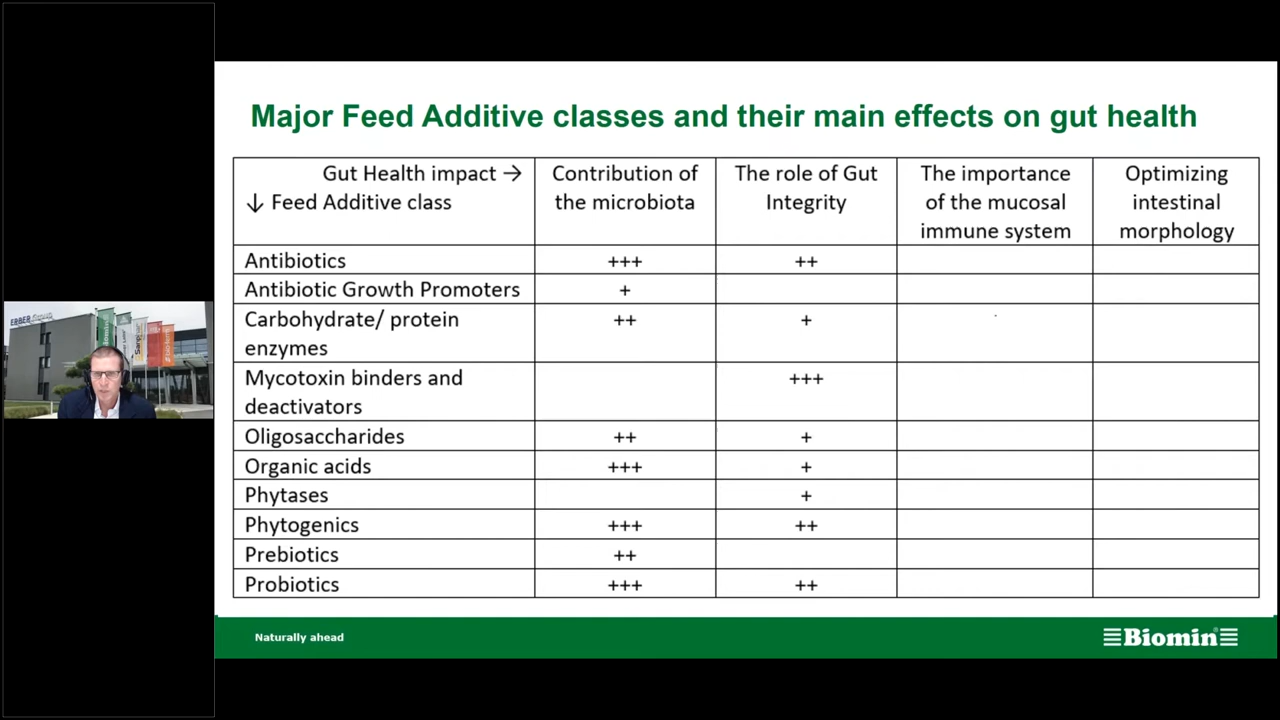 Major Feed Additive classes and their main effects on gut health
Gut Health impact →
↓ Feed Additive class
Contribution of
the microbiota
The role of Gut
Integrity
The importance
of the mucosal
immune system
Optimizing
intestinal
morphology
Antibiotics +++ ++
Antibiotic Growth Promoters +
Carbohydrate/ protein ++ +
enzymes
Mycotoxin binders and +++
deactivators
Oligosaccharides ++ +
Organic acids +++ +
Phytases +
Phytogenics +++ ++
Prebiotics ++
Probiotics +++ ++
ERBER
Biomin
Naturally ahead
Biomin®